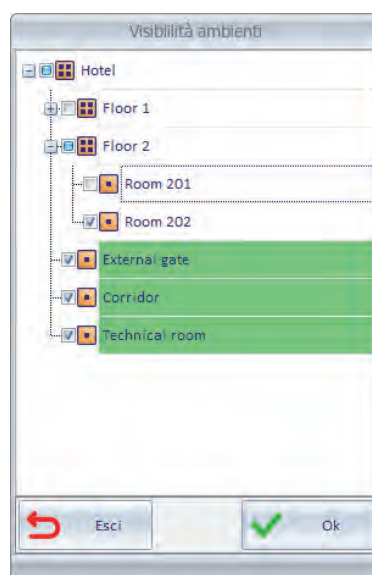 Visibilità ambienti
Hotel
Floor 1
Floor 2
Room 201
Room 202
External gate
Corridor
Technical room
Esci
Ok